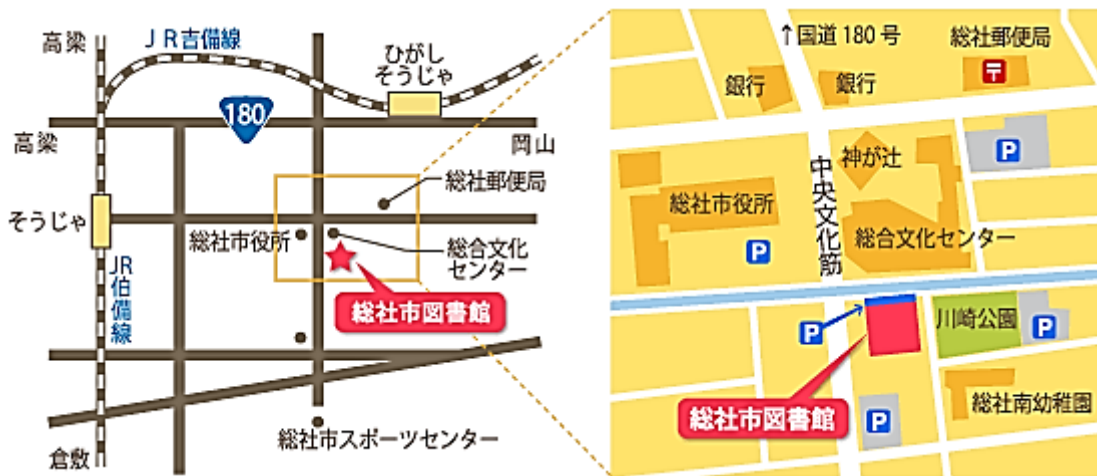 高梁
JR吉備線
ひがし
そうじゃ
180
高梁
岡山
総社郵便局
そうじゃ
総社市役所
総合文化
センター
JR伯備線
総社市図書館
総社市スポーツセンター
倉敷
↑国道180号
総社郵便局
銀行
銀行
〒
神が辻
P
中央文化筋
総社市役所
総合文化センター
P
P
川崎公園
P
総社市図書館
総社南幼稚園
P